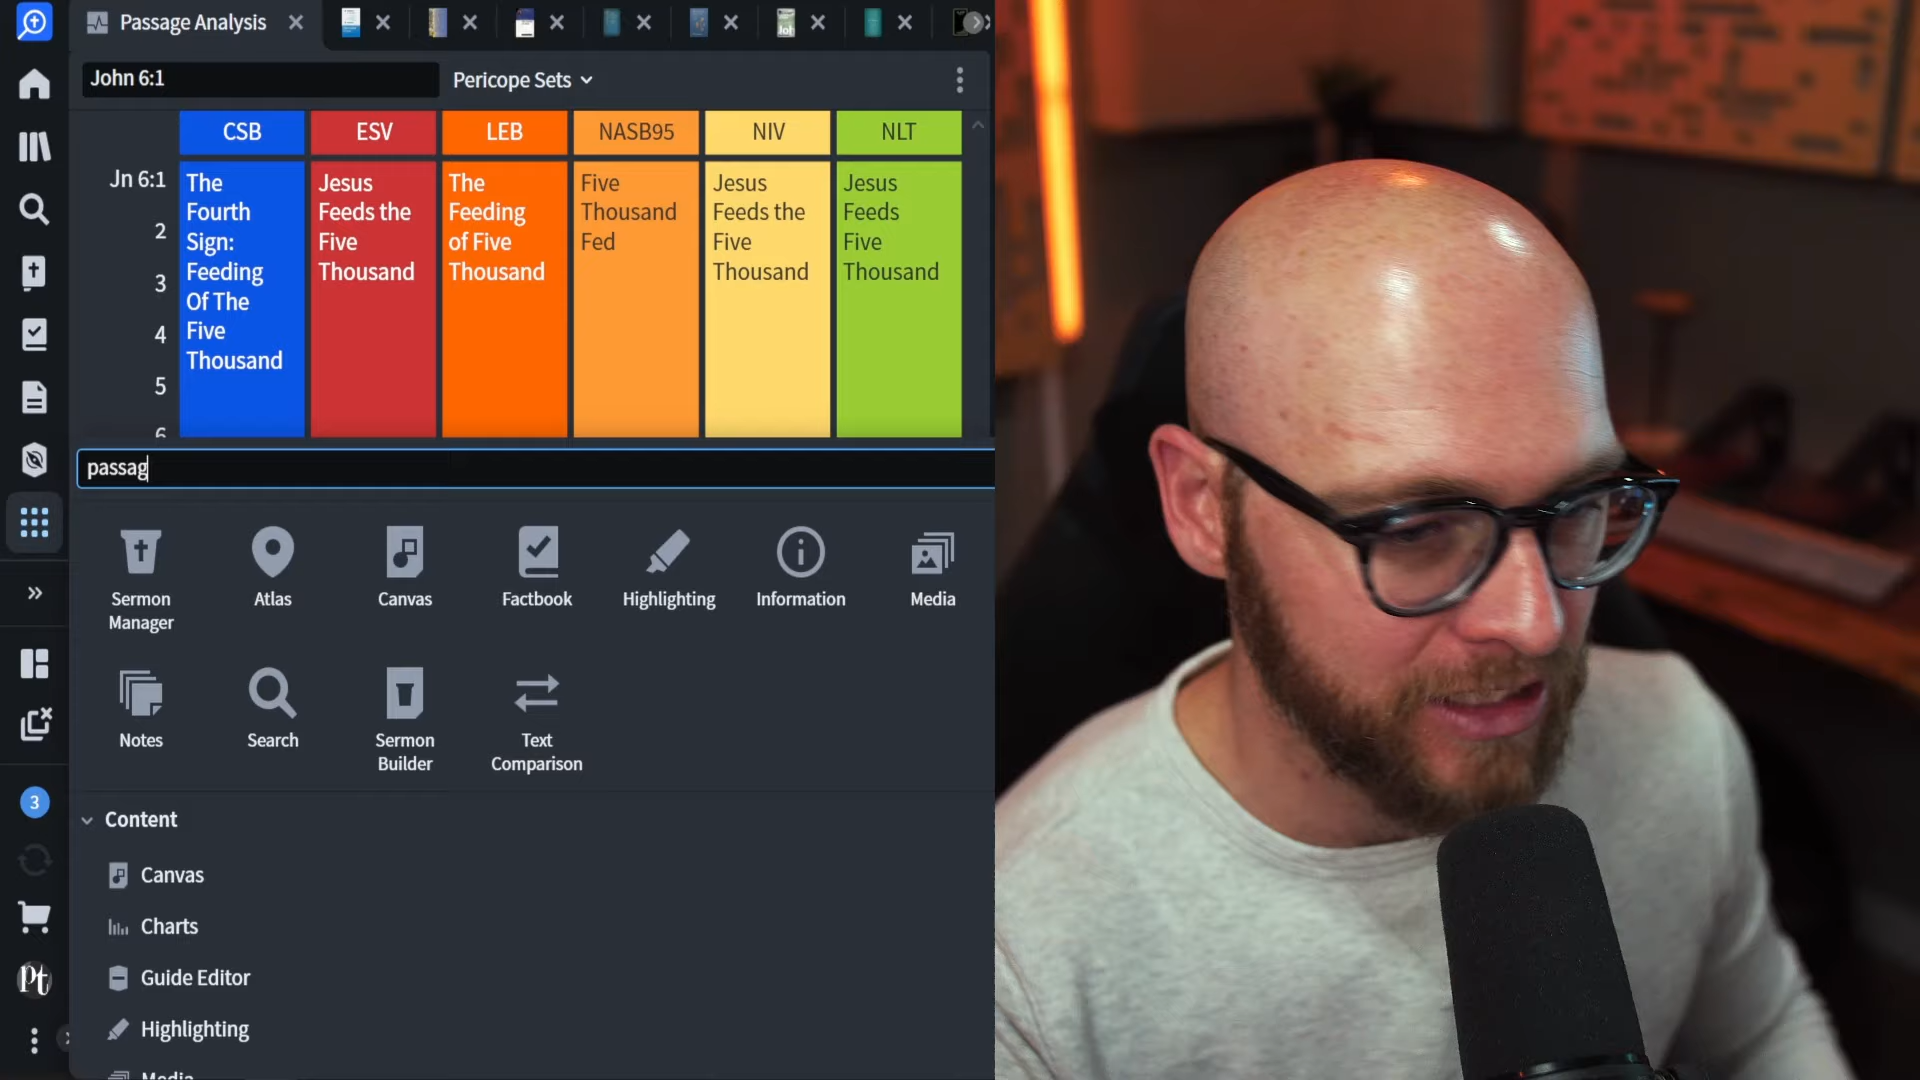 Passage Analysis
John 6:1
Pericope Sets
CSB
ESV
LEB
NASB95
NIV
NLT
Jn 6:1
2
3
4
5
6
The
Fourth
Sign:
Feeding
Of The
Five
Thousand
Jesus
Feeds the
Five
Thousand
The
Feeding
of Five
Thousand
Five
Thousand
Fed
Jesus
Feeds the
Five
Thousand
Jesus
Feeds
Five
Thousand
passag
Sermon
Manager
Atlas
Canvas
Factbook
Highlighting
Information
Media
Notes
Search
Sermon
Builder
Text
Comparison
Content
Canvas
Charts
Guide Editor
Highlighting
Media
3
Pt